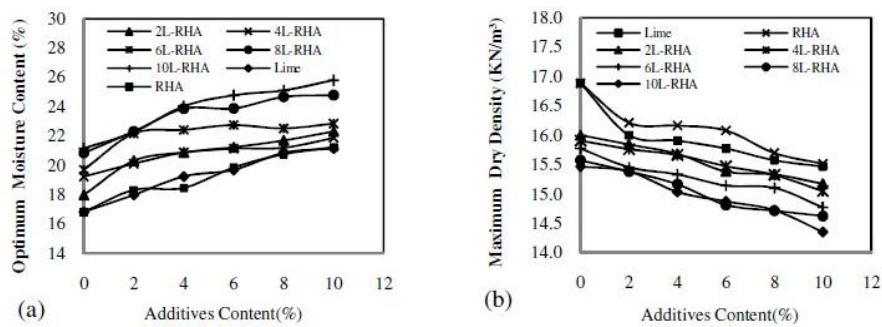 Optimum Moisture Content (%)
30
28
26
24
22
20
18
16
14
2L-RHA
4L-RHA
6L-RHA
8L-RHA
10L-RHA
Lime
RHA
0 2 4 6 8 10 12
(a)
Additives Content(%)
Maximum Dry Density (KN/m³)
18.0
17.5
17.0
16.5
16.0
15.5
15.0
14.5
14.0
Lime
RHA
2L-RHA
4L-RHA
6L-RHA
8L-RHA
10L-RHA
0 2 4 6 8 10 12
(b)
Additives Content(%)